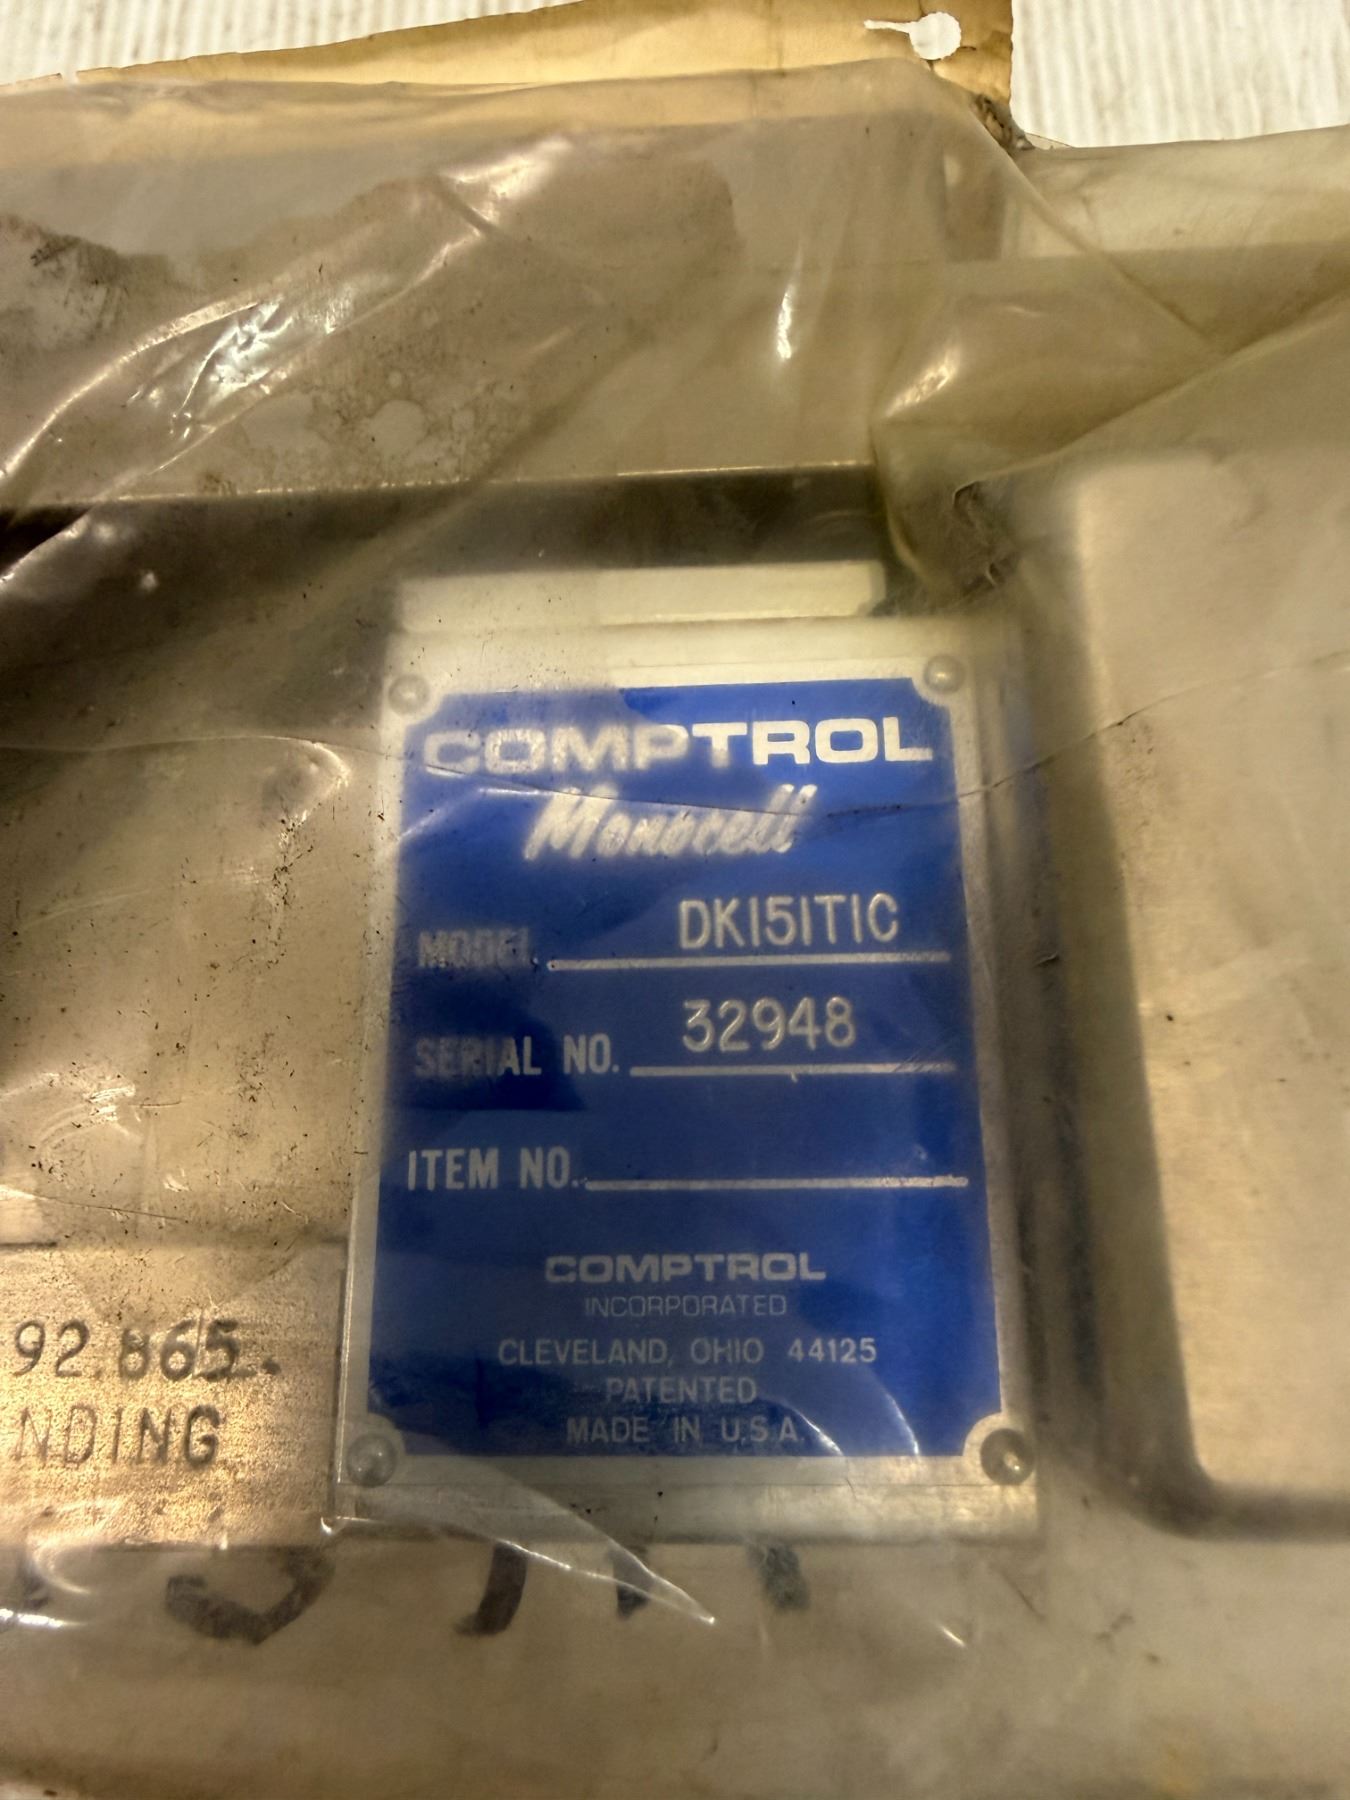 COMPTROL
Monocell
MODEL DK151T1C
SERIAL NO. 32948
ITEM NO.
COMPTROL
INCORPORATED
CLEVELAND, OHIO 44125
PATENTED
MADE IN U.S.A.
92.865.
NDING